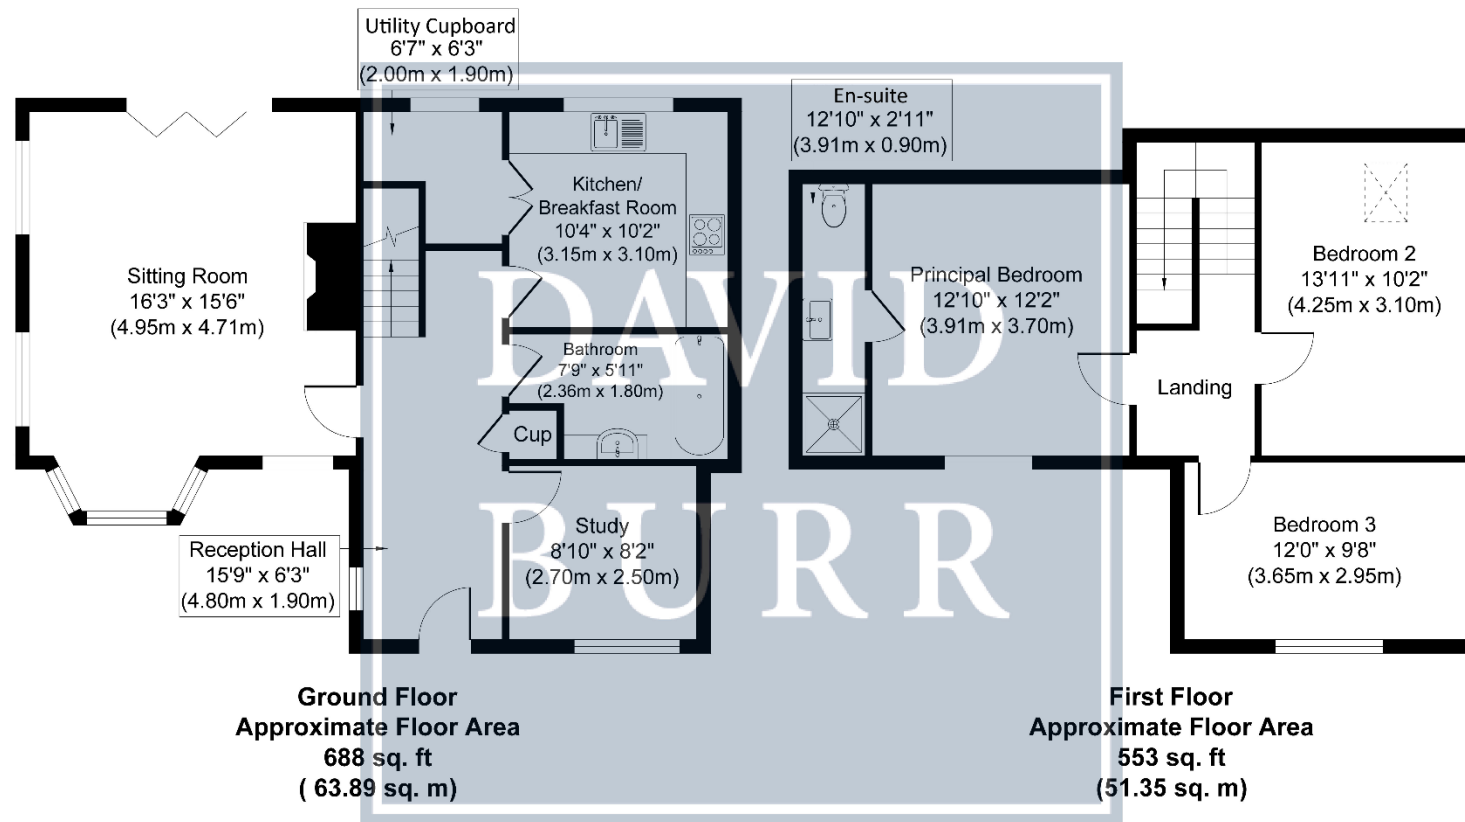 Utility Cupboard
6'7" x 6'3"
(2.00m x 1.90m)
En-suite
12'10" x 2'11"
(3.91m x 0.90m)
Kitchen/
Breakfast Room
10'4" x 10'2"
(3.15m x 3.10m)
Sitting Room
16'3" x 15'6"
(4.95m x 4.71m)
Principal Bedroom
12'10" x 12'2"
(3.91m x 3.70m)
Bedroom 2
13'11" x 10'2"
(4.25m x 3.10m)
Bathroom
7'9" x 5'11"
(2.36m x 1.80m)
Landing
Cup
DAVID
BURR
Study
8'10" x 8'2"
(2.70m x 2.50m)
Reception Hall
15'9" x 6'3"
(4.80m x 1.90m)
Bedroom 3
12'0" x 9'8"
(3.65m x 2.95m)
Ground Floor
Approximate Floor Area
688 sq. ft
( 63.89 sq. m)
First Floor
Approximate Floor Area
553 sq. ft
(51.35 sq. m)